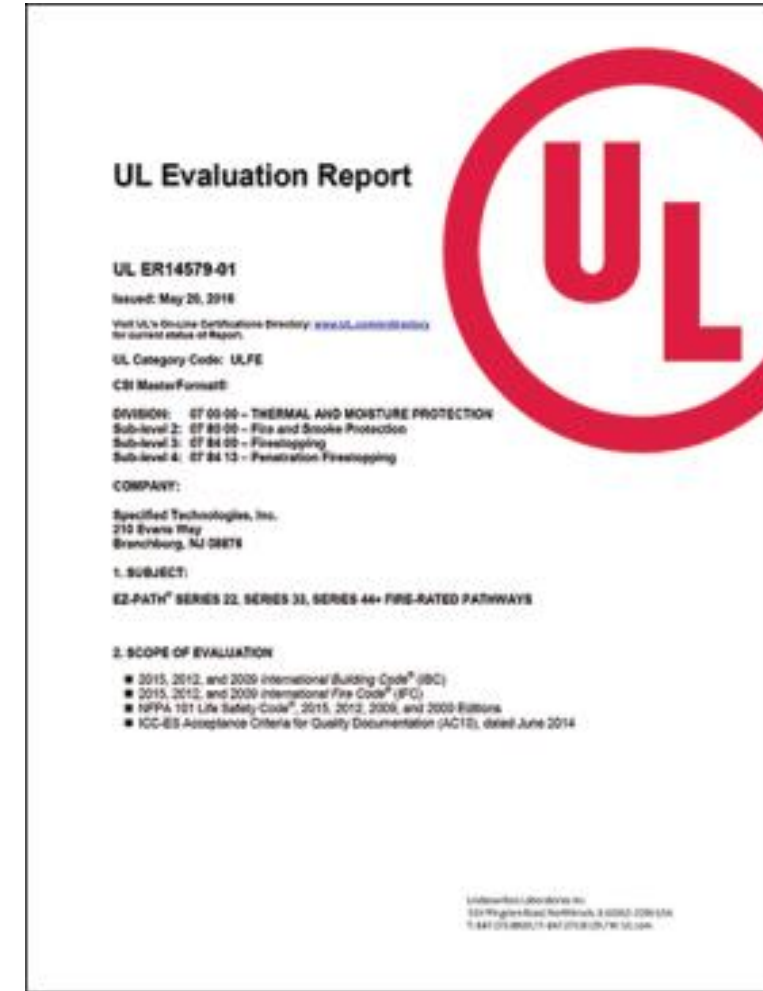 UL
UL Evaluation Report
UL ER14579-01
Issued: May 20, 2016
Visit UL's On-Line Certifications Directory: www.UL.com/erdirectory
for current status of Report.
UL Category Code: ULFE
CSI MasterFormat®
DIVISION: 07 00 00 – THERMAL AND MOISTURE PROTECTION
Sub-level 2: 07 80 00 – Fire and Smoke Protection
Sub-level 3: 07 84 00 – Firestopping
Sub-level 4: 07 84 13 – Penetration Firestopping
COMPANY:
Specified Technologies, Inc.
210 Evans Way
Branchburg, NJ 08876
1. SUBJECT:
EZ-PATH® SERIES 22, SERIES 33, SERIES 44+ FIRE-RATED PATHWAYS
2. SCOPE OF EVALUATION
■ 2015, 2012, and 2009 International Building Code® (IBC)
■ 2015, 2012, and 2009 International Fire Code® (IFC)
■ NFPA 101 Life Safety Code®, 2015, 2012, 2009, and 2000 Editions
■ ICC-ES Acceptance Criteria for Quality Documentation (AC10), dated June 2014
Underwriters Laboratories Inc.